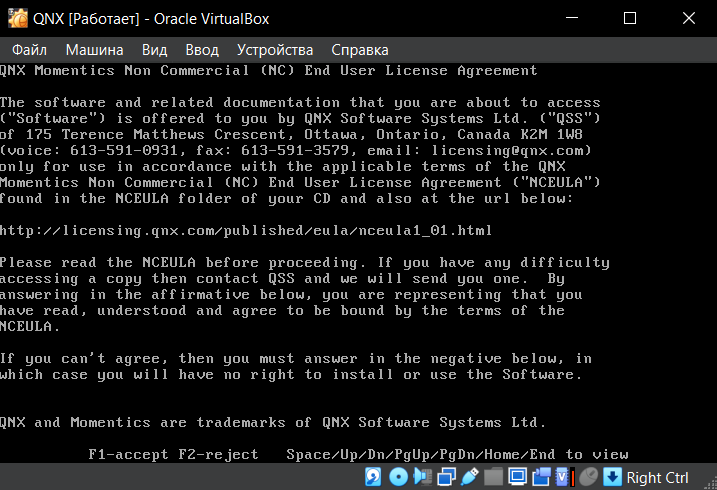 QNX [Работает] - Oracle VirtualBox
Файл Машина Вид Ввод Устройства Справка
QNX Momentics Non Commercial (NC) End User License Agreement
The software and related documentation that you are about to access
("Software") is offered to you by QNX Software Systems Ltd. ("QSS")
of 175 Terence Matthews Crescent, Ottawa, Ontario, Canada K2M 1W8
(voice: 613-591-0931, fax: 613-591-3579, email: licensing@qnx.com)
only for use in accordance with the applicable terms of the QNX
Momentics Non Commercial (NC) End User License Agreement ("NCEULA")
found in the NCEULA folder of your CD and also at the url below:
http://licensing.qnx.com/published/eula/nceula1_01.html
Please read the NCEULA before proceeding. If you have any difficulty
accessing a copy then contact QSS and we will send you one.  By
answering in the affirmative below, you are representing that you
have read, understood and agree to be bound by the terms of the
NCEULA.
If you can't agree, then you must answer in the negative below, in
which case you will have no right to install or use the Software.
QNX and Momentics are trademarks of QNX Software Systems Ltd.
F1-accept F2-reject   Space/Up/Dn/PgUp/PgDn/Home/End to view
Right Ctrl